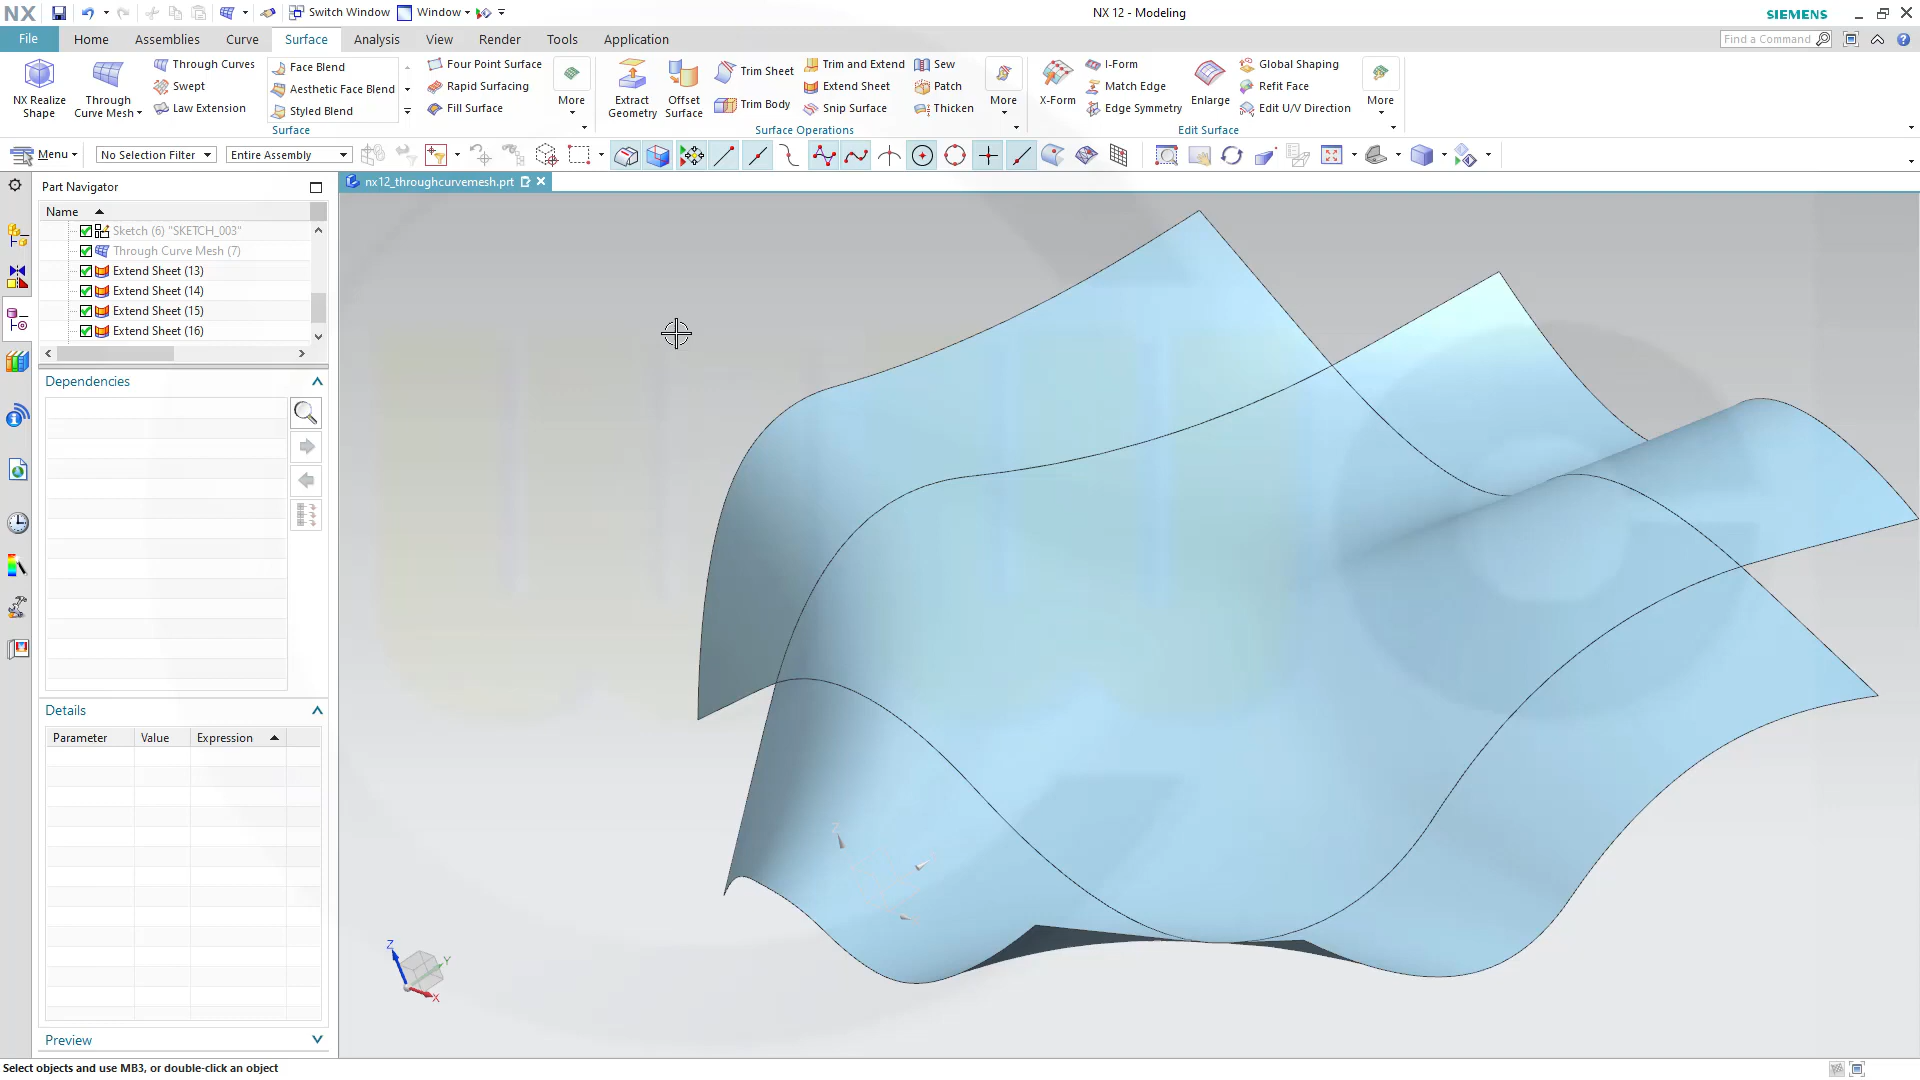 NX Switch Window Window NX 12 - Modeling SIEMENS
File Home Assemblies Curve Surface Analysis View Render Tools Application Find a Command
NX Realize Shape
Through Curve Mesh
Through Curves
Swept
Law Extension
Face Blend
Aesthetic Face Blend
Styled Blend
Four Point Surface
Rapid Surfacing
Fill Surface
More
Surface
Extract Geometry
Offset Surface
Trim Sheet
Trim Body
Trim and Extend
Extend Sheet
Snip Surface
Sew
Patch
Thicken
More
Surface Operations
X-Form
I-Form
Match Edge
Edge Symmetry
Enlarge
Global Shaping
Refit Face
Edit U/V Direction
More
Edit Surface
Menu No Selection Filter Entire Assembly
Part Navigator
nx12_throughcurvemesh.prt
Name
Sketch (6) "SKETCH_003"
Through Curve Mesh (7)
Extend Sheet (13)
Extend Sheet (14)
Extend Sheet (15)
Extend Sheet (16)
Dependencies
Details
Parameter Value Expression
Z
Z
Y
X
Preview
Select objects and use MB3, or double-click an object